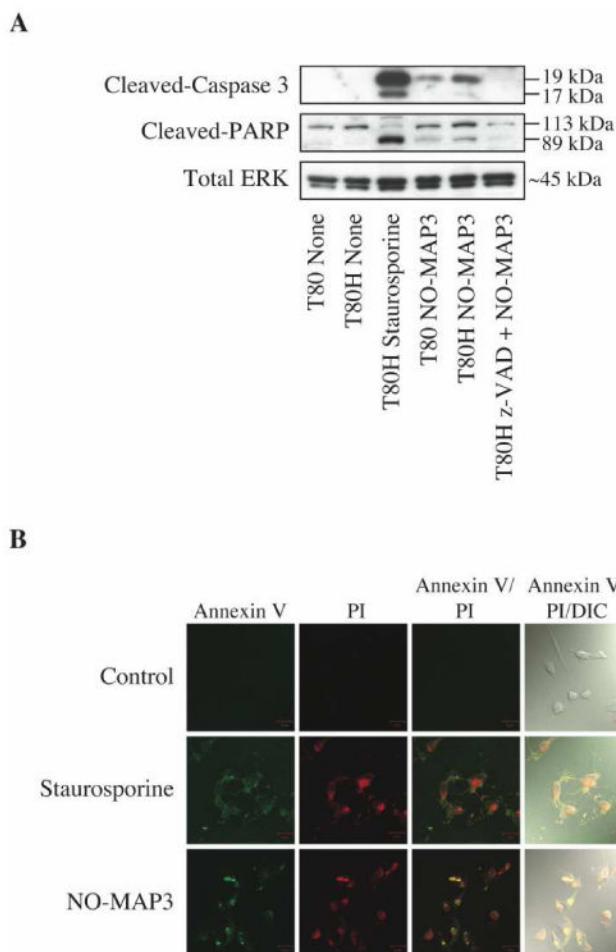 A
Cleaved-Caspase 3
19 kDa
17 kDa
Cleaved-PARP
113 kDa
89 kDa
Total ERK
~45 kDa
T80 None
T80H None
T80H Staurosporine
T80 NO-MAP3
T80H NO-MAP3
T80H z-VAD + NO-MAP3
B
Annexin V
PI
Annexin V/
PI
Annexin V
PI/DIC
Control
Staurosporine
NO-MAP3